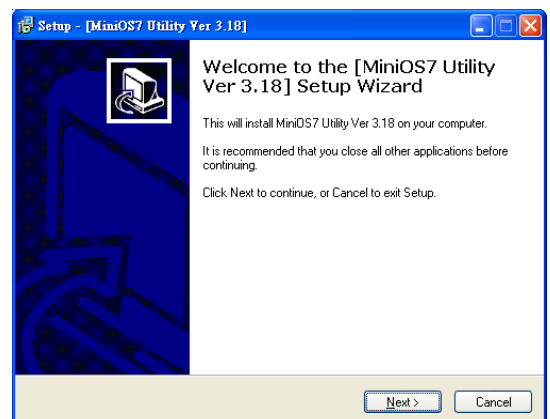 Setup - [MiniOS7 Utility Ver 3.18]
Welcome to the [MiniOS7 Utility
Ver 3.18] Setup Wizard
This will install MiniOS7 Utility Ver 3.18 on your computer.
It is recommended that you close all other applications before
continuing.
Click Next to continue, or Cancel to exit Setup.
Next >
Cancel